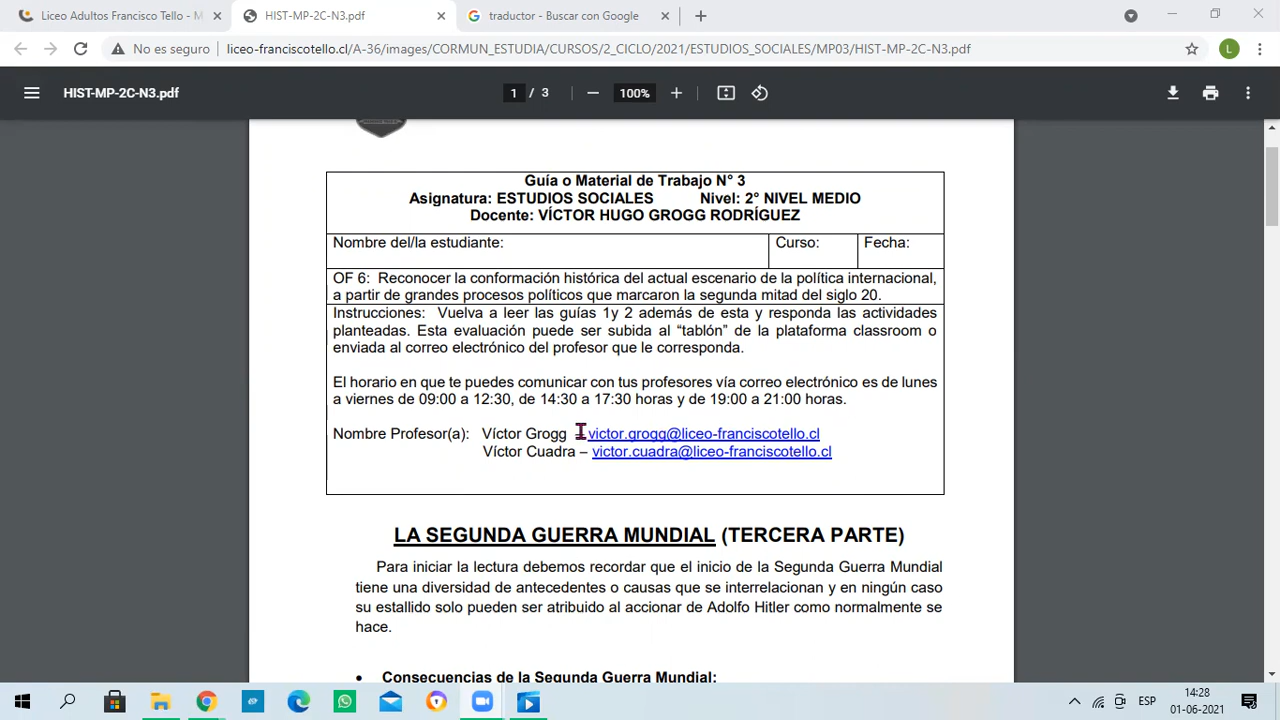 Liceo Adultos Francisco Tello - M
HIST-MP-2C-N3.pdf
traductor - Buscar con Google
No es seguro
liceo-franciscotello.cl/A-36/images/CORMUN_ESTUDIA/CURSOS/2_CICLO/2021/ESTUDIOS_SOCIALES/MP03/HIST-MP-2C-N3.pdf
L
HIST-MP-2C-N3.pdf
1 / 3
100%
Guía o Material de Trabajo N° 3
Asignatura: ESTUDIOS SOCIALES Nivel: 2° NIVEL MEDIO
Docente: VÍCTOR HUGO GROGG RODRÍGUEZ
Nombre del/la estudiante: Curso: Fecha:
OF 6: Reconocer la conformación histórica del actual escenario de la política internacional,
a partir de grandes procesos políticos que marcaron la segunda mitad del siglo 20.
Instrucciones: Vuelva a leer las guías 1y 2 además de esta y responda las actividades
planteadas. Esta evaluación puede ser subida al “tablón” de la plataforma classroom o
enviada al correo electrónico del profesor que le corresponda.
El horario en que te puedes comunicar con tus profesores vía correo electrónico es de lunes
a viernes de 09:00 a 12:30, de 14:30 a 17:30 horas y de 19:00 a 21:00 horas.
Nombre Profesor(a): Víctor Grogg – victor.grogg@liceo-franciscotello.cl
Víctor Cuadra – victor.cuadra@liceo-franciscotello.cl
LA SEGUNDA GUERRA MUNDIAL (TERCERA PARTE)
Para iniciar la lectura debemos recordar que el inicio de la Segunda Guerra Mundial
tiene una diversidad de antecedentes o causas que se interrelacionan y en ningún caso
su estallido solo pueden ser atribuido al accionar de Adolfo Hitler como normalmente se
hace.
• Consecuencias de la Segunda Guerra Mundial:
ESP
14:28
01-06-2021